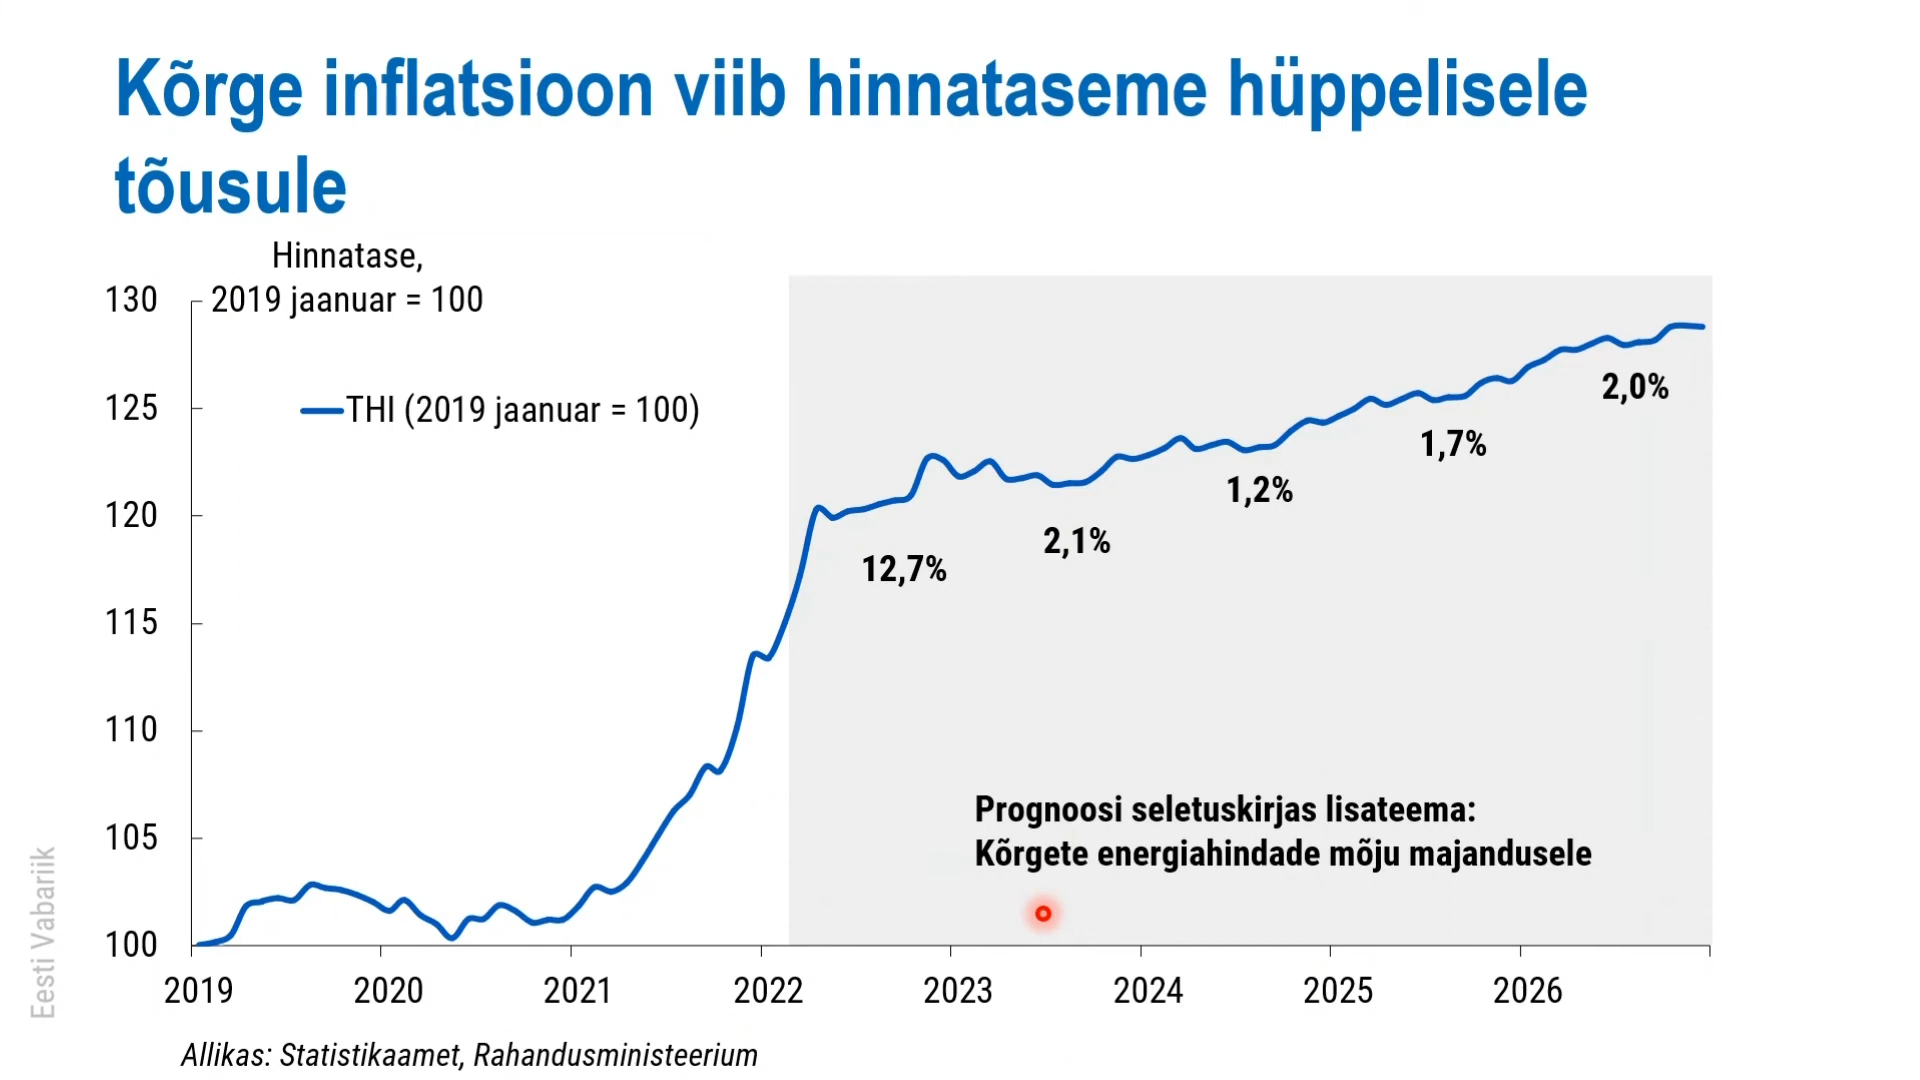 Kõrge inflatsioon viib hinnataseme hüppelisele
tõusule
Hinnatase,
2019 jaanuar = 100
130
THI (2019 jaanuar = 100)
125
120
115
110
105
100
2,0%
1,7%
1,2%
2,1%
12,7%
Prognoosi seletuskirjas lisateema:
Kõrgete energiahindade mõju majandusele
2019 2020 2021 2022 2023 2024 2025 2026
Allikas: Statistikaamet, Rahandusministeerium
Eesti Vabariik